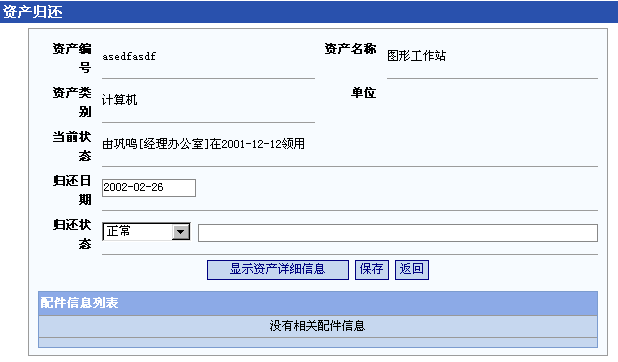 资产归还
资产编号 asedfasdf 资产名称 图形工作站
资产类别 计算机 单位
当前状态 由巩鸣[经理办公室]在2001-12-12领用
归还日期 2002-02-26
归还状态 正常
显示资产详细信息 保存 返回
配件信息列表
没有相关配件信息